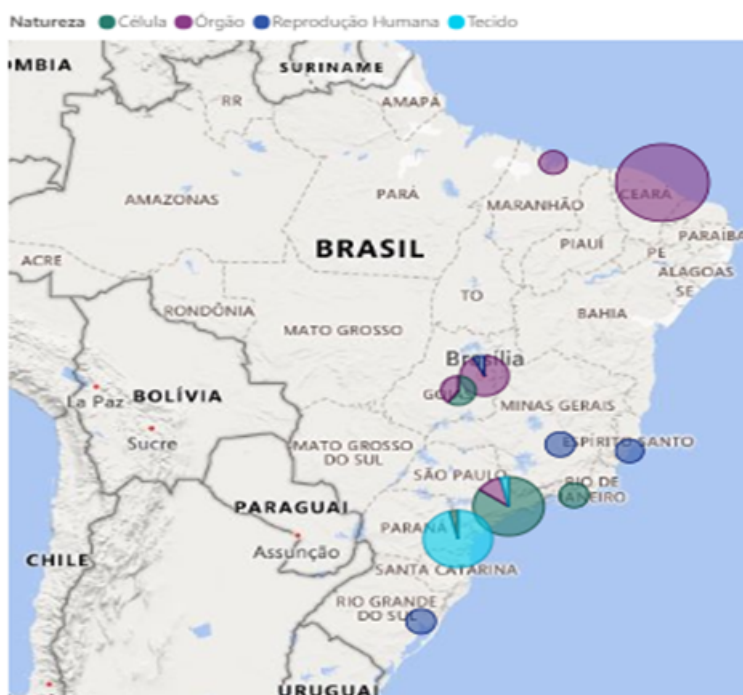 Natureza Célula Órgão Reprodução Humana Tecido
OMBIA
SURINAME
RR
AMAPÁ
AMAZONAS
PARÁ
MARANHÃO
CEARÁ
PARAÍBA
PIAUÍ
PE
ALAGOAS
SE
ACRE
BRASIL
RONDÔNIA
TO
BAHIA
MATO GROSSO
Brasília
La Paz
BOLÍVIA
GO
MINAS GERAIS
Sucre
ESPÍRITO SANTO
MATO GROSSO
DO SUL
SÃO PAULO
RIO DE
JANEIRO
PARAGUAI
PARANÁ
Assunção
CHILE
SANTA CATARINA
RIO GRANDE
DO SUL
URUGUAI